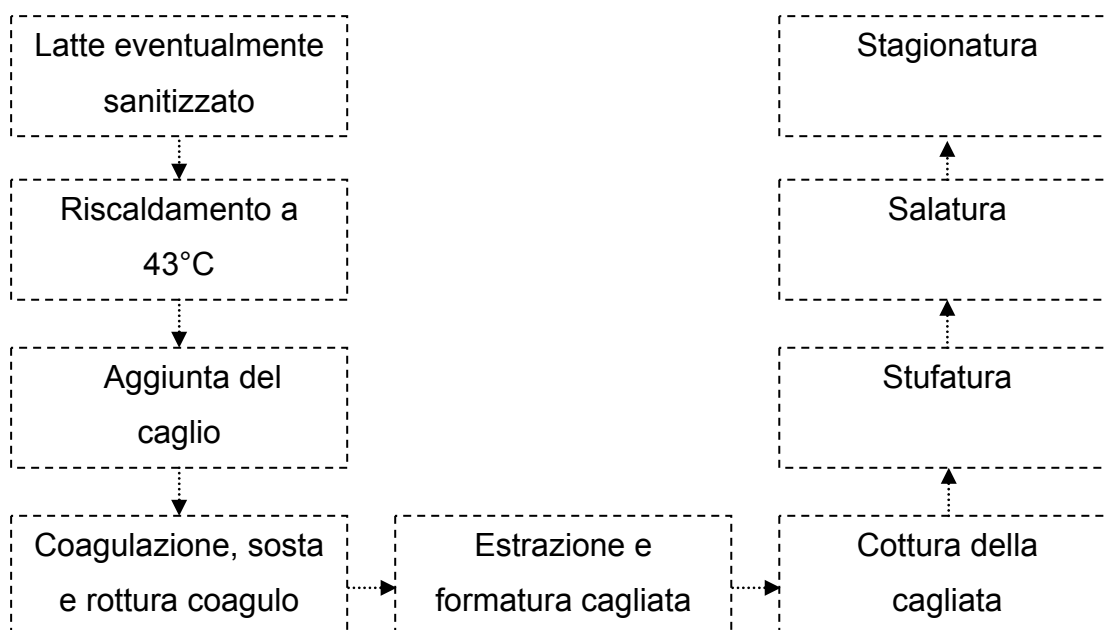 Latte eventualmente
sanitizzato
Riscaldamento a
43°C
Aggiunta del
caglio
Coagulazione, sosta
e rottura coagulo
Estrazione e
formatura cagliata
Cottura della
cagliata
Stufatura
Salatura
Stagionatura